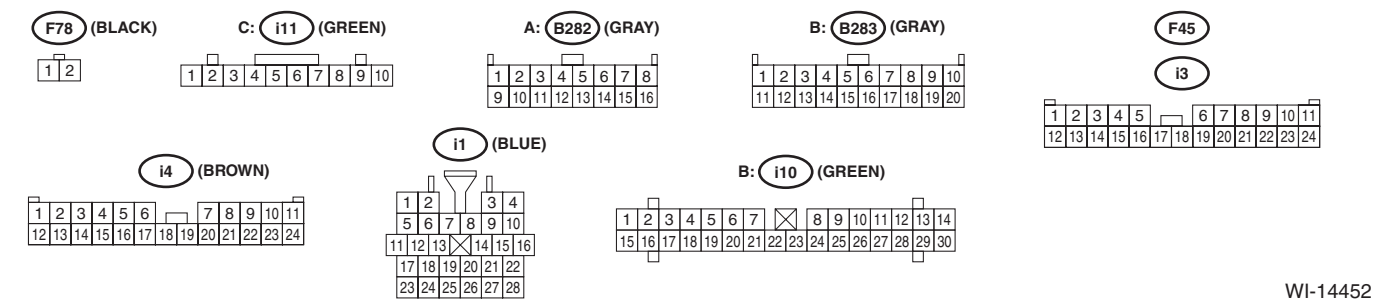 F78 (BLACK)
1 2
C: i11 (GREEN)
1 2 3 4 5 6 7 8 9 10
A: B282 (GRAY)
1 2 3 4 5 6 7 8
9 10 11 12 13 14 15 16
B: B283 (GRAY)
1 2 3 4 5 6 7 8 9 10
11 12 13 14 15 16 17 18 19 20
F45
i3
1 2 3 4 5 6 7 8 9 10 11
12 13 14 15 16 17 18 19 20 21 22 23 24
i4 (BROWN)
1 2 3 4 5 6 7 8 9 10 11
12 13 14 15 16 17 18 19 20 21 22 23 24
i1 (BLUE)
1 2 3 4
5 6 7 8 9 10
11 12 13 14 15 16
17 18 19 20 21 22
23 24 25 26 27 28
B: i10 (GREEN)
1 2 3 4 5 6 7 8 9 10 11 12 13 14
15 16 17 18 19 20 21 22 23 24 25 26 27 28 29 30
WI-14452